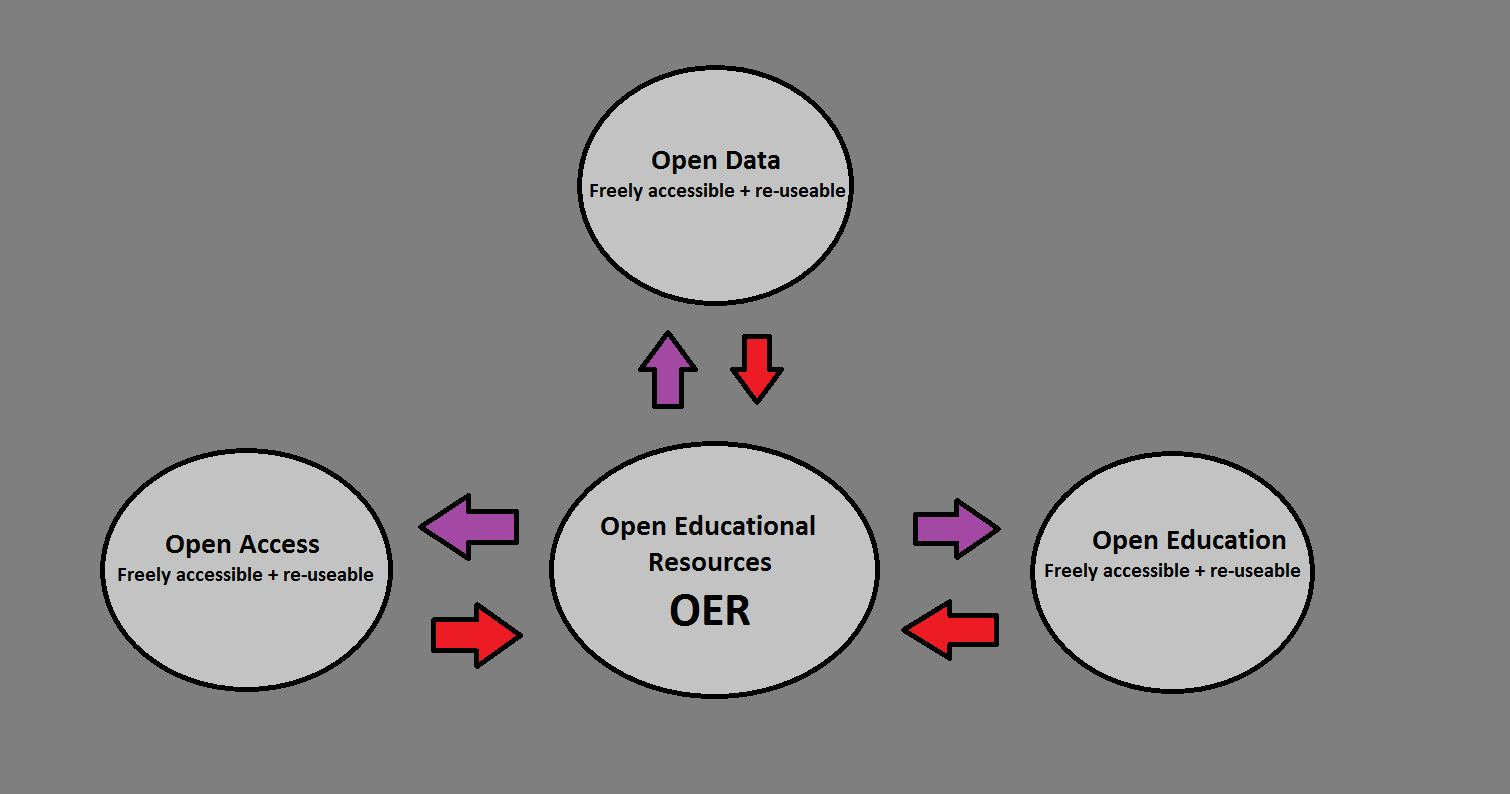 Open Data
Freely accessible + re-useable
Open Access
Freely accessible + re-useable
Open Educational
Resources
OER
Open Education
Freely accessible + re-useable